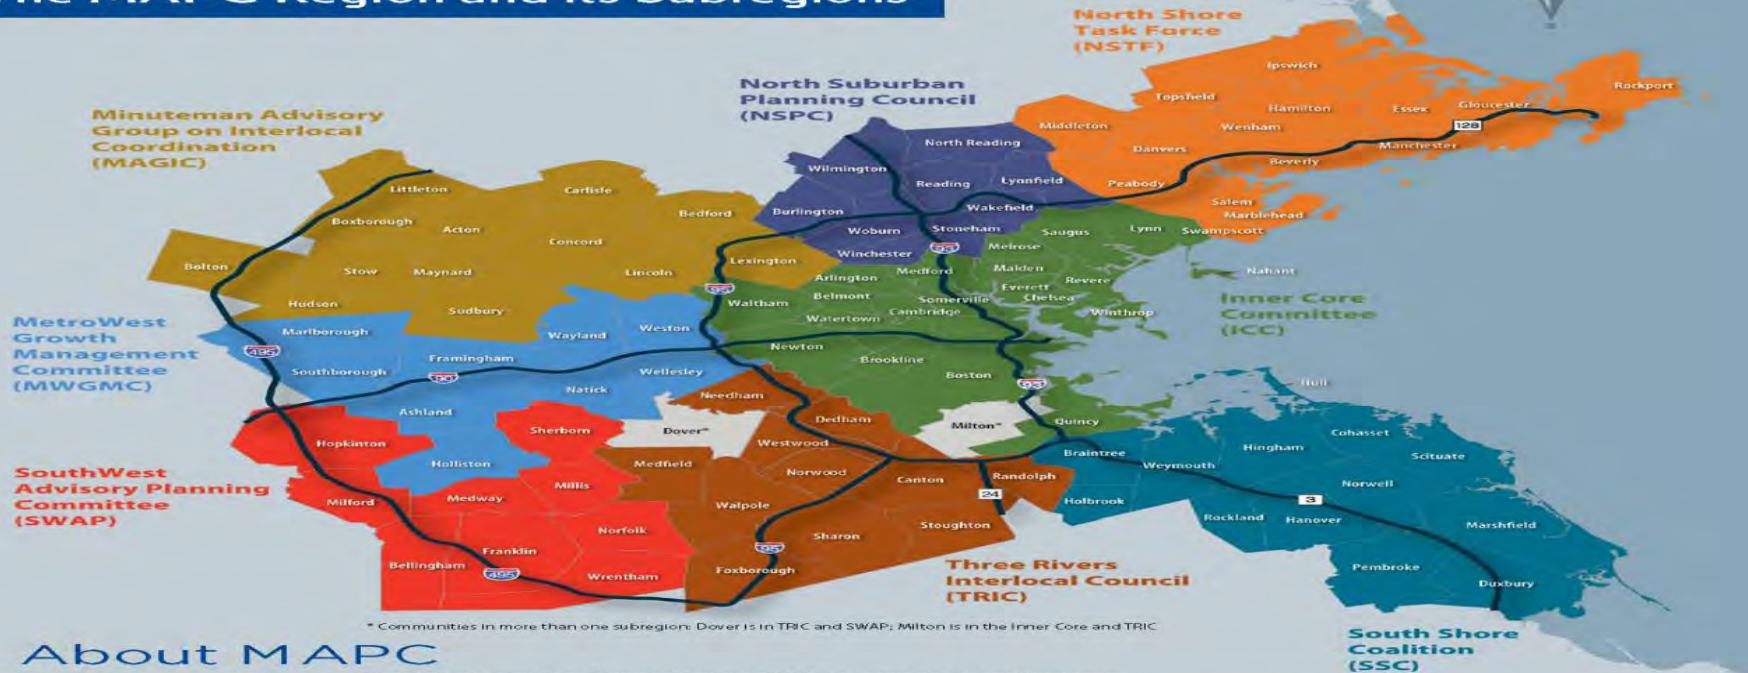 The MAPC Region and its Subregions
North Shore
Task Force
(NSTF)
Ipswich
Rockport
Topsfield
Hamilton
Essex
Gloucester
Middleton
Wenham
128
Danvers
Manchester
Beverly
Peabody
Salem
Marblehead
Swampscott
North Suburban
Planning Council
(NSPC)
North Reading
Wilmington
Reading
Lynnfield
Burlington
Wakefield
Woburn
Stoneham
Winchester
93
Minuteman Advisory
Group on Interlocal
Coordination
(MAGIC)
Littleton
Carlisle
Boxborough
Bedford
Acton
Concord
Bolton
Stow
Maynard
Lincoln
Lexington
Hudson
Sudbury
95
Saugus
Lynn
Melrose
Arlington
Medford
Malden
Nahant
Revere
Everett
Waltham
Belmont
Somerville
Chelsea
Watertown
Cambridge
Winthrop
Newton
Brookline
Boston
93
Milton*
Quincy
Inner Core
Committee
(ICC)
MetroWest
Growth
Management
Committee
(MWGMC)
Marlborough
Wayland
Weston
495
Framingham
Southborough
90
Wellesley
Natick
Ashland
Holliston
SouthWest
Advisory Planning
Committee
(SWAP)
Hopkinton
Sherborn
Dover*
Milford
Medway
Millis
Norfolk
Franklin
Bellingham
495
Wrentham
Needham
Dedham
Westwood
Medfield
Norwood
Canton
Randolph
24
Walpole
Stoughton
Sharon
95
Foxborough
Three Rivers
Interlocal Council
(TRIC)
Hull
Cohasset
Hingham
Braintree
Weymouth
Scituate
Norwell
Holbrook
3
Rockland
Hanover
Marshfield
Pembroke
Duxbury
South Shore
Coalition
(SSC)
* Communities in more than one subregion: Dover is in TRIC and SWAP; Milton is in the Inner Core and TRIC
About MAPC